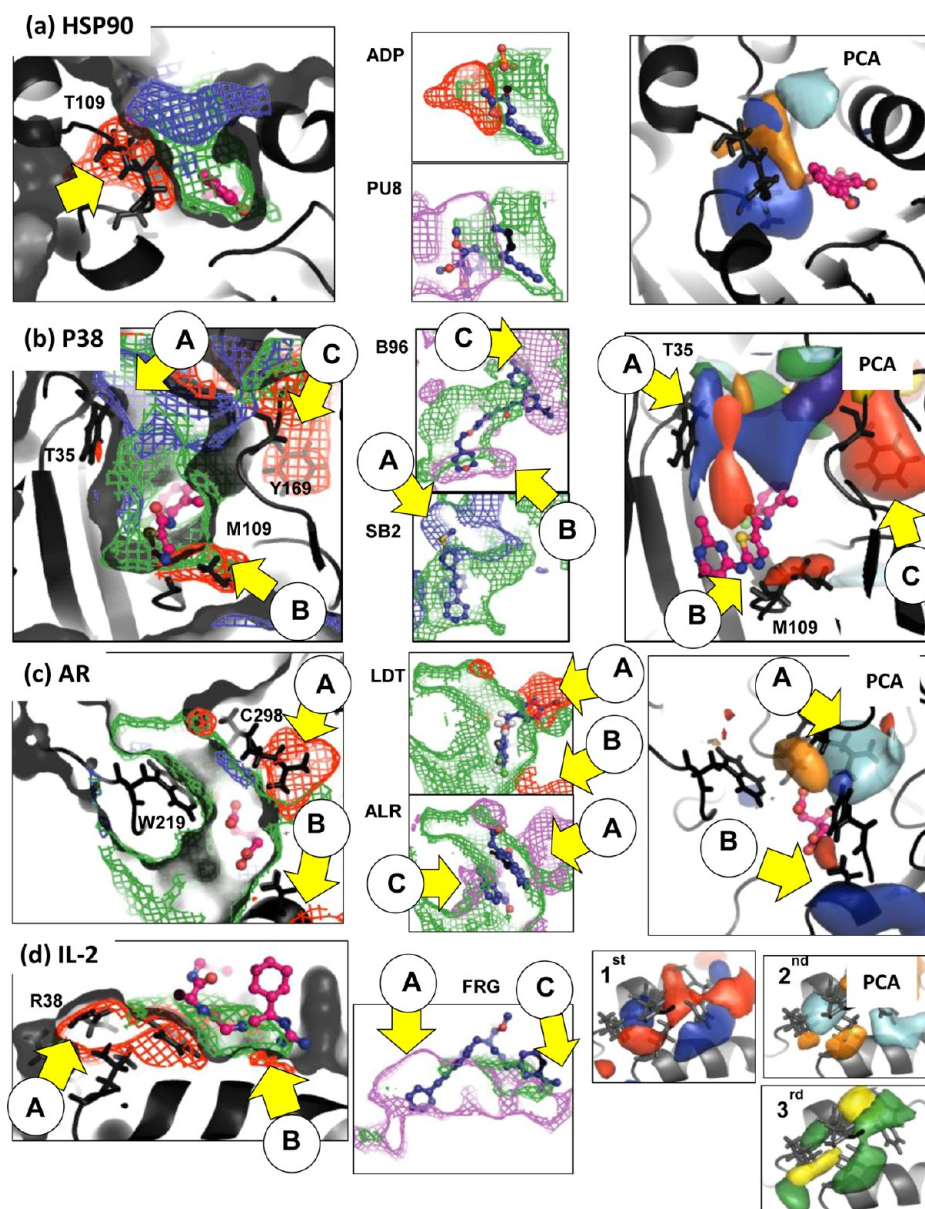 (a) HSP90
T109
ADP
PU8
PCA
(b) P38
A
C
T35
Y169
M109
B
B96
C
A
SB2
B
A
T35
PCA
B
M109
C
(c) AR
A
C298
W219
B
LDT
A
B
ALR
A
C
A
PCA
B
(d) IL-2
R38
A
B
A
FRG
C
1st
2nd
PCA
3rd